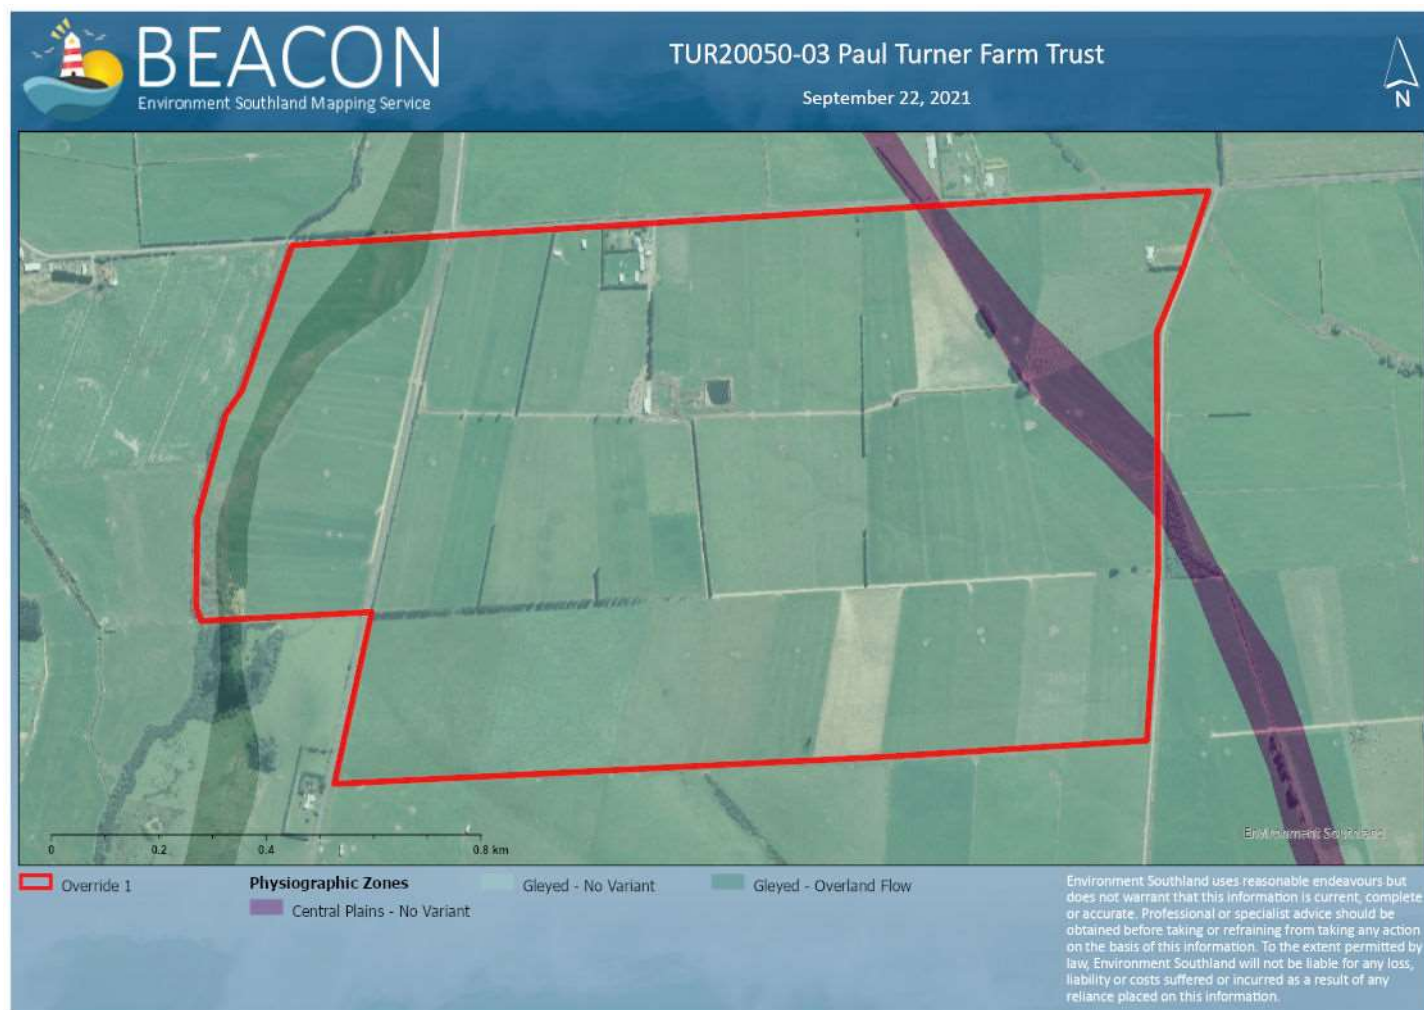 BEACON
Environment Southland Mapping Service
TUR20050-03 Paul Turner Farm Trust
September 22, 2021
N
Environment Southland
0 0.2 0.4 0.8 km
Override 1
Physiographic Zones
Central Plains - No Variant
Gleyed - No Variant
Gleyed - Overland Flow
Environment Southland uses reasonable endeavours but
does not warrant that this information is current, complete
or accurate. Professional or specialist advice should be
obtained before taking or refraining from taking any action
on the basis of this information. To the extent permitted by
law, Environment Southland will not be liable for any loss,
liability or costs suffered or incurred as a result of any
reliance placed on this information.